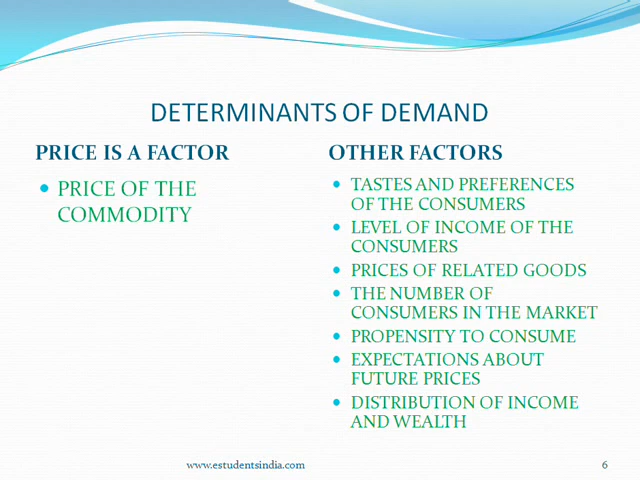 DETERMINANTS OF DEMAND
PRICE IS A FACTOR
PRICE OF THE
COMMODITY
OTHER FACTORS
TASTES AND PREFERENCES
OF THE CONSUMERS
LEVEL OF INCOME OF THE
CONSUMERS
PRICES OF RELATED GOODS
THE NUMBER OF
CONSUMERS IN THE MARKET
PROPENSITY TO CONSUME
EXPECTATIONS ABOUT
FUTURE PRICES
DISTRIBUTION OF INCOME
AND WEALTH
www.estudentsindia.com
6